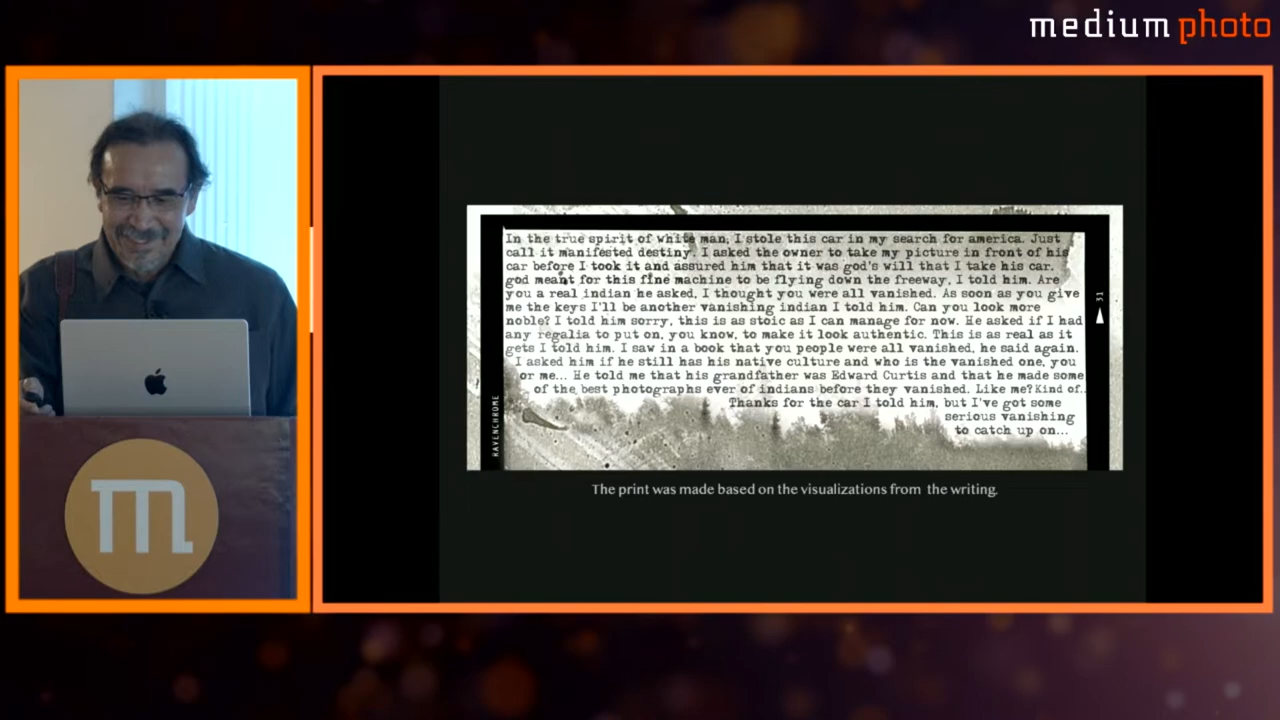 medium photo
In the true spirit of white man, I stole this car in my search for america. Just
call it manifested destiny. I asked the owner to take my picture in front of his
car before I took it and assured him that it was god's will that I take his car.
god meant for this fine machine to be flying down the freeway, I told him. Are
you a real indian he asked, I thought you were all vanished. As soon as you give
me the keys I'll be another vanishing indian I told him. Can you look more
noble? I told him sorry, this is as stoic as I can manage for now. He asked if I had
any regalia to put on, you know, to make it look authentic. This is as real as it
gets I told him. I saw in a book that you people were all vanished, he said again.
I asked him if he still has his native culture and who is the vanished one, you
or me... He told me that his grandfather was Edward Curtis and that he made some
of the best photographs ever of indians before they vanished. Like me? Kind of..
Thanks for the car I told him, but I've got some
serious vanishing
to catch up on...
RAVENCHROME
31
The print was made based on the visualizations from the writing.
m